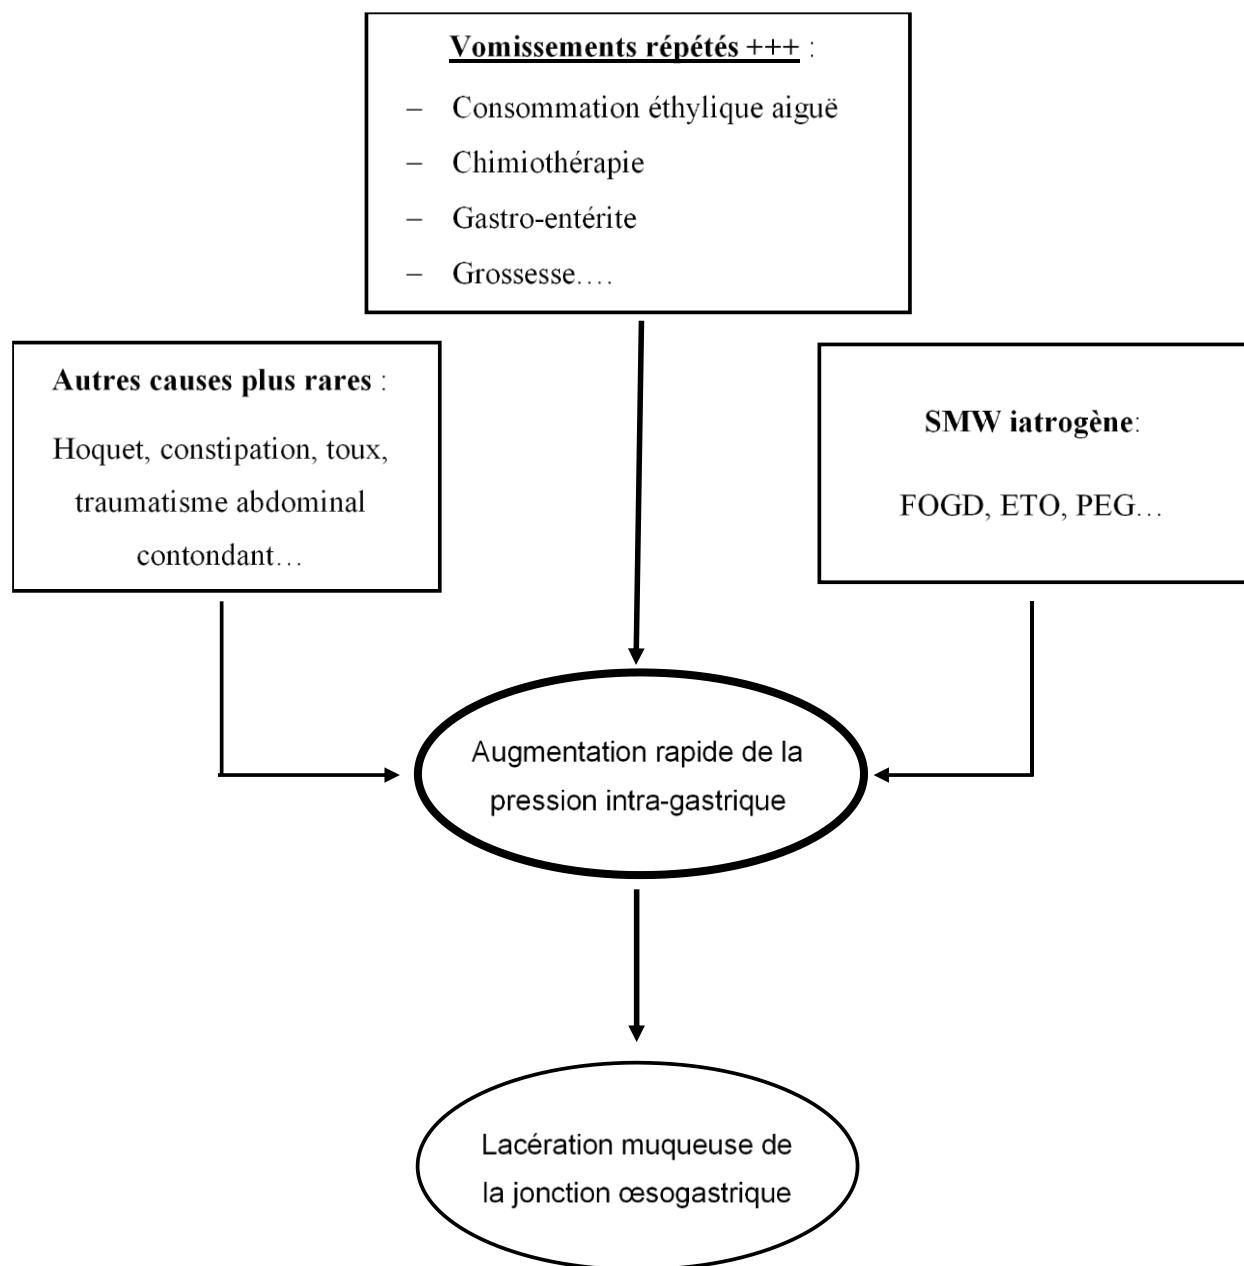 Vomissements répétés +++ :
– Consommation éthylique aiguë
– Chimiothérapie
– Gastro-entérite
– Grossesse….
Autres causes plus rares :
Hoquet, constipation, toux,
traumatisme abdominal
contondant…
SMW iatrogène:
FOGD, ETO, PEG…
Augmentation rapide de la
pression intra-gastrique
Lacération muqueuse de
la jonction œsogastrique